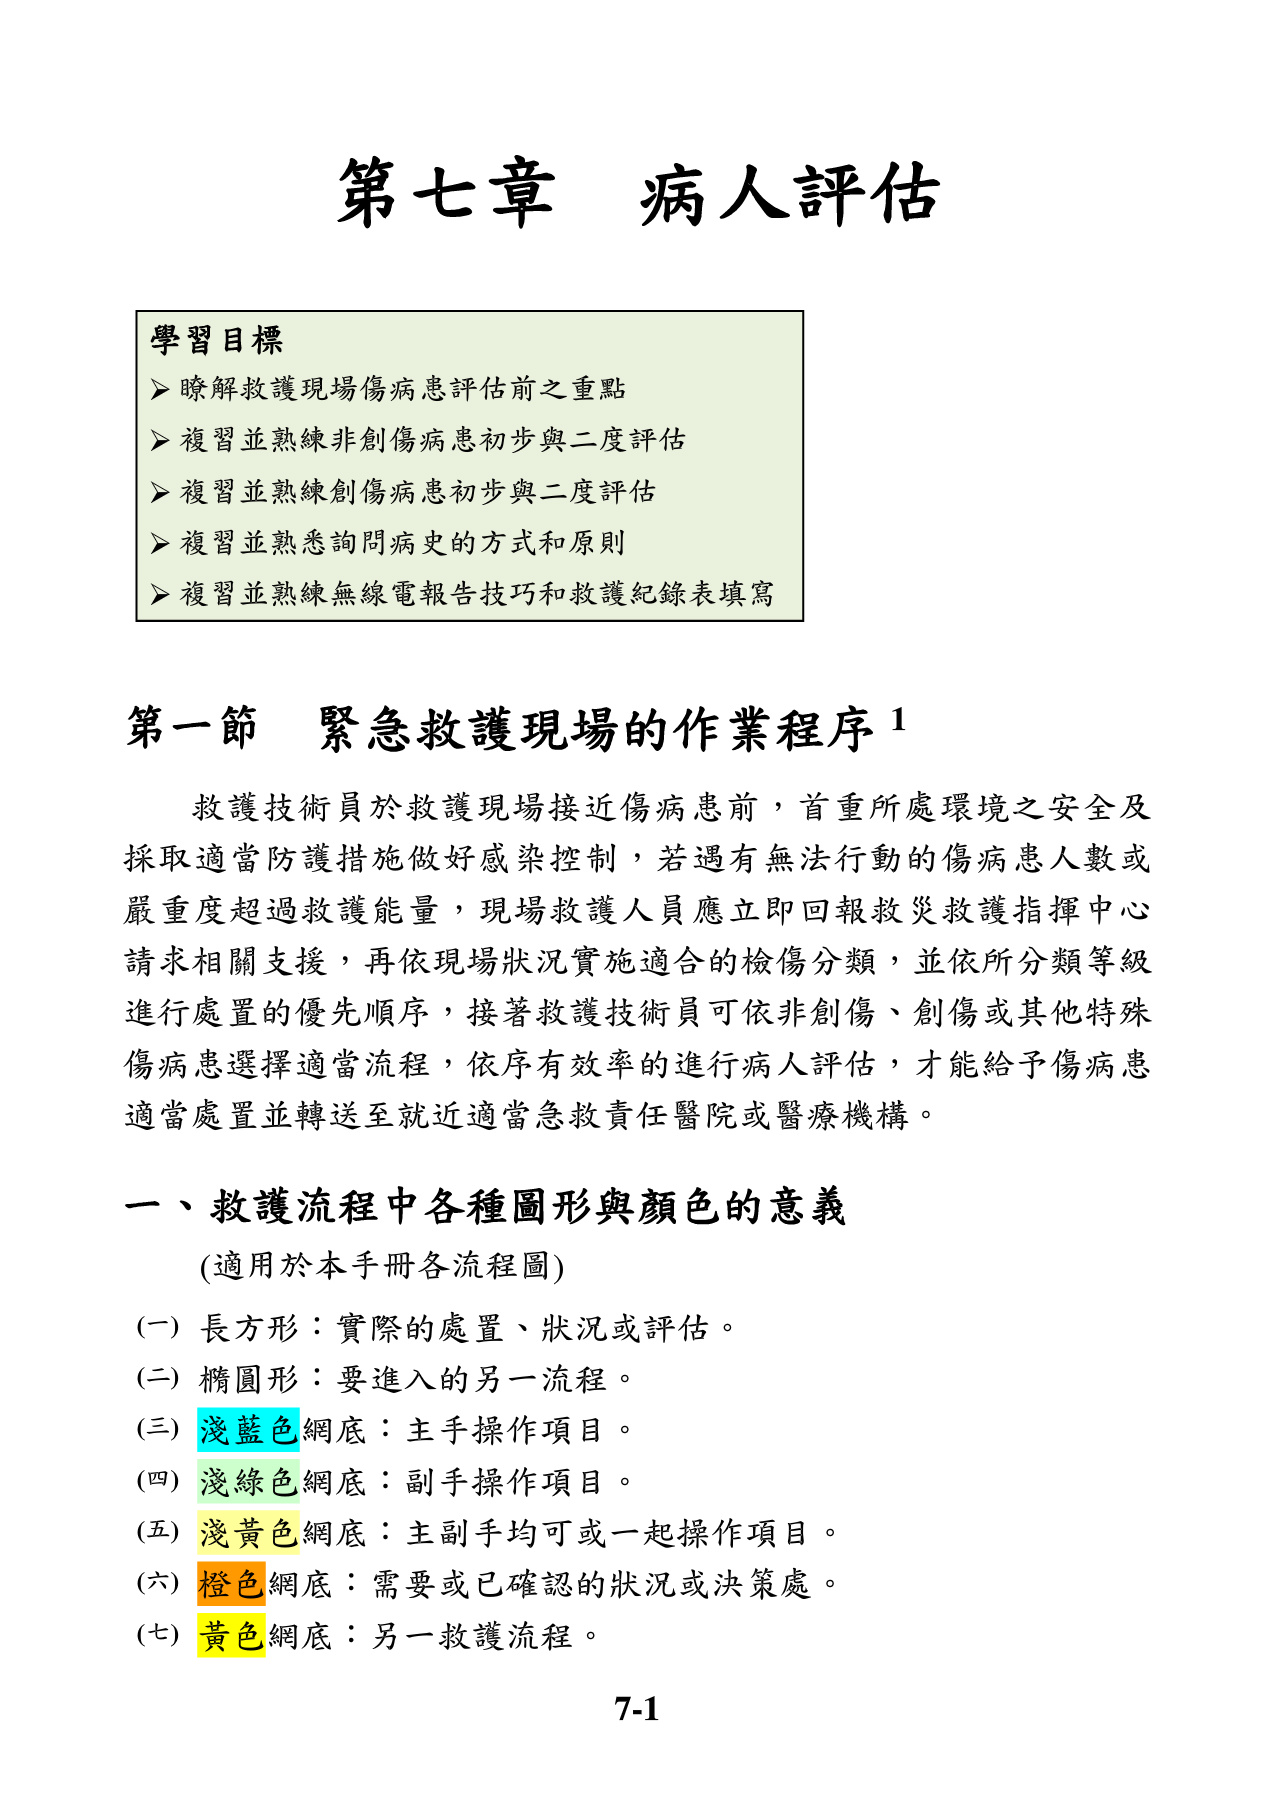 第七章　病人評估
學習目標
➢ 瞭解救護現場傷病患評估前之重點
➢ 複習並熟練非創傷病患初步與二度評估
➢ 複習並熟練創傷病患初步與二度評估
➢ 複習並熟悉詢問病史的方式和原則
➢ 複習並熟練無線電報告技巧和救護紀錄表填寫
第一節　緊急救護現場的作業程序 1
救護技術員於救護現場接近傷病患前，首重所處環境之安全及
採取適當防護措施做好感染控制，若遇有無法行動的傷病患人數或
嚴重度超過救護能量，現場救護人員應立即回報救災救護指揮中心
請求相關支援，再依現場狀況實施適合的檢傷分類，並依所分類等級
進行處置的優先順序，接著救護技術員可依非創傷、創傷或其他特殊
傷病患選擇適當流程，依序有效率的進行病人評估，才能給予傷病患
適當處置並轉送至就近適當急救責任醫院或醫療機構。
一、救護流程中各種圖形與顏色的意義
(適用於本手冊各流程圖)
(一) 長方形：實際的處置、狀況或評估。
(二) 橢圓形：要進入的另一流程。
(三) 淺藍色網底：主手操作項目。
(四) 淺綠色網底：副手操作項目。
(五) 淺黃色網底：主副手均可或一起操作項目。
(六) 橙色網底：需要或已確認的狀況或決策處。
(七) 黃色網底：另一救護流程。
7-1